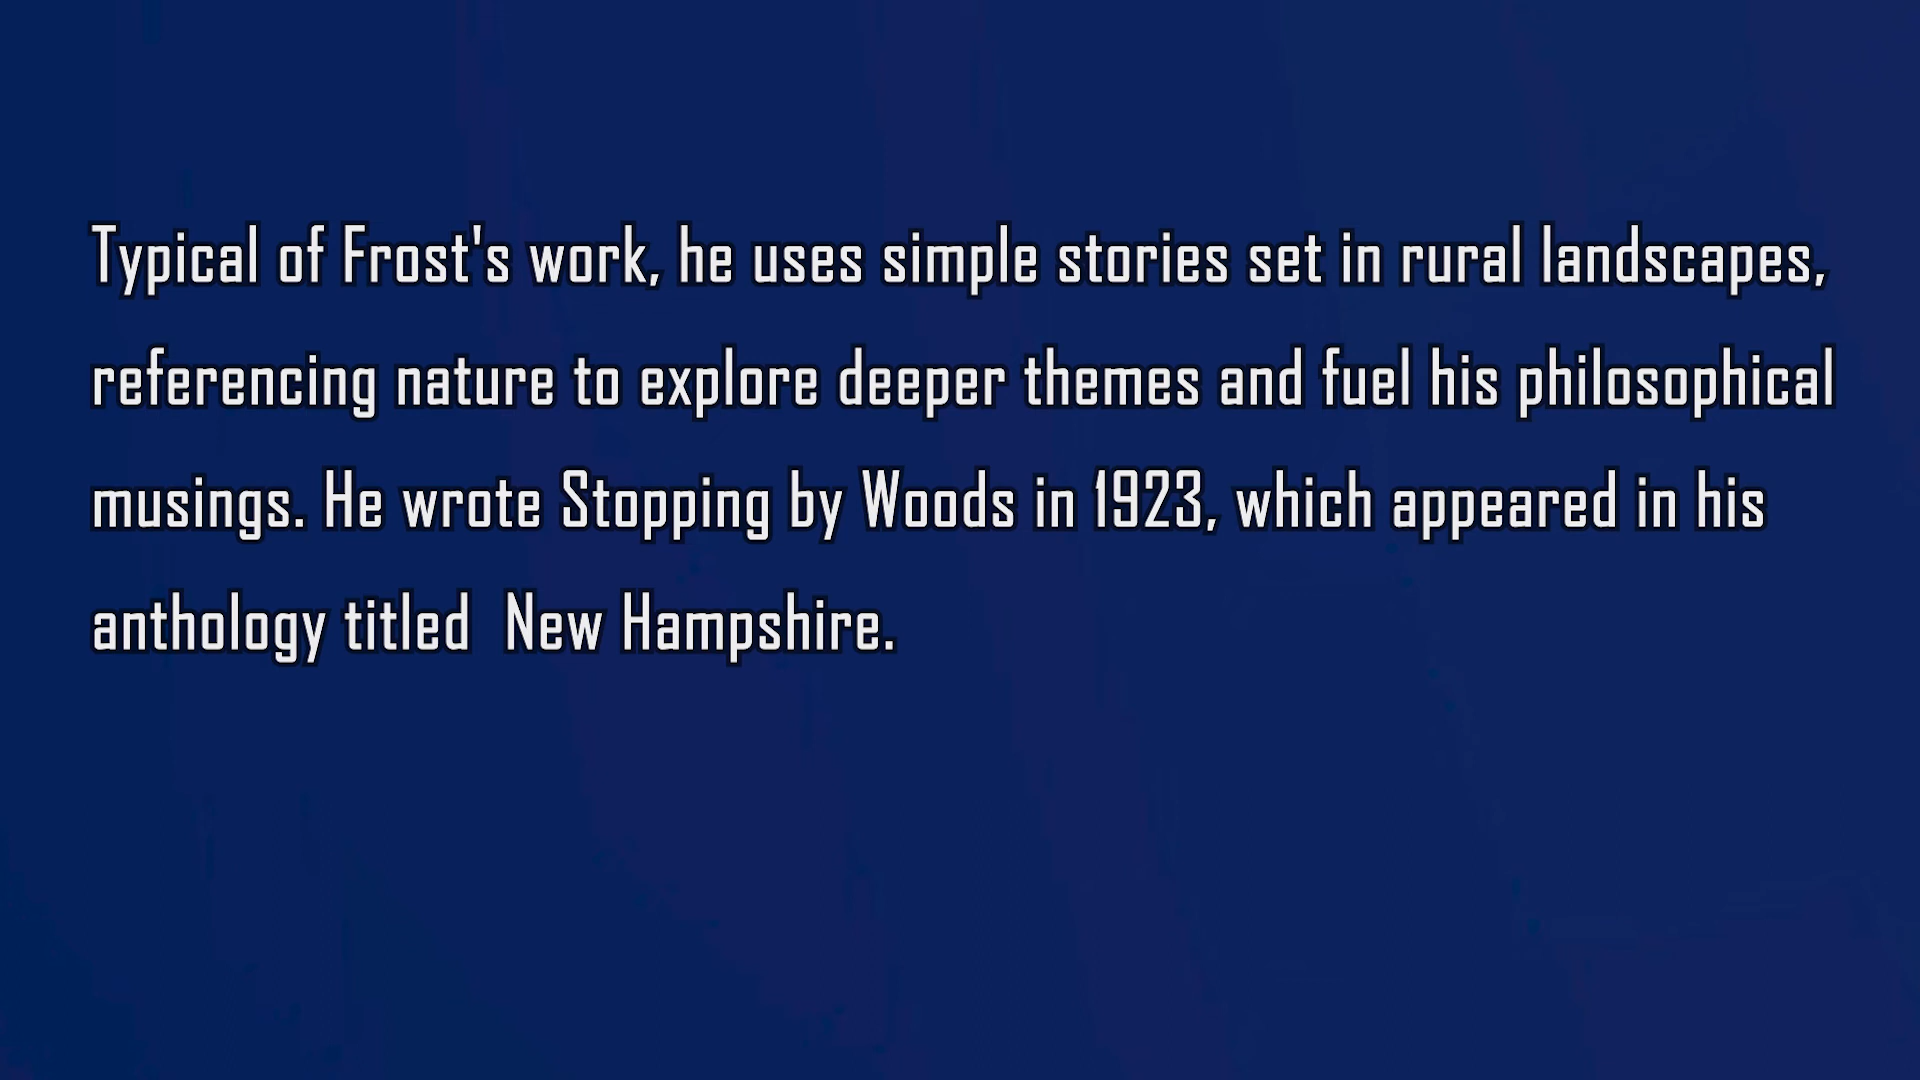 Typical of Frost's work, he uses simple stories set in rural landscapes,
referencing nature to explore deeper themes and fuel his philosophical
musings. He wrote Stopping by Woods in 1923, which appeared in his
anthology titled  New Hampshire.